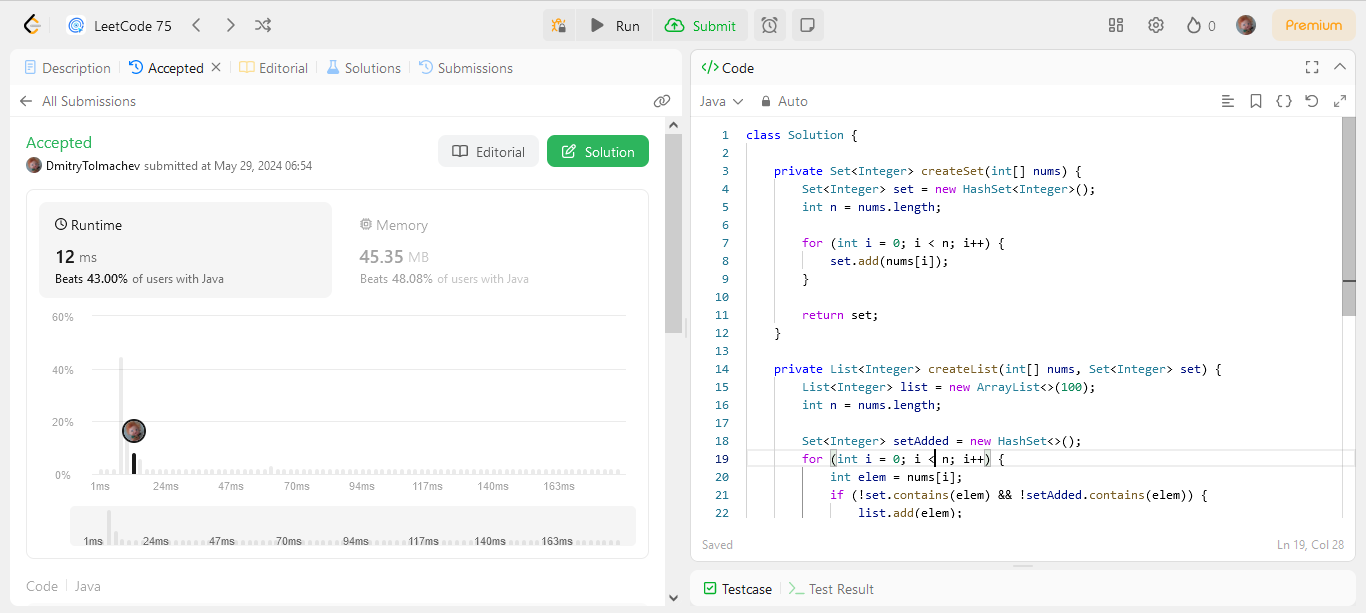 LeetCode 75
Run
Submit
0
Premium
Description
Accepted
Editorial
Solutions
Submissions
All Submissions
Accepted
DmitryTolmachev submitted at May 29, 2024 06:54
Editorial
Solution
Runtime
12 ms
Beats 43.00% of users with Java
Memory
45.35 MB
Beats 48.08% of users with Java
60%
40%
20%
0%
1ms 24ms 47ms 70ms 94ms 117ms 140ms 163ms
1ms 24ms 47ms 70ms 94ms 117ms 140ms 163ms
Code Java
</> Code
Java Auto
1 class Solution {
2
3 private Set<Integer> createSet(int[] nums) {
4 Set<Integer> set = new HashSet<Integer>();
5 int n = nums.length;
6
7 for (int i = 0; i < n; i++) {
8 set.add(nums[i]);
9 }
10
11 return set;
12 }
13
14 private List<Integer> createList(int[] nums, Set<Integer> set) {
15 List<Integer> list = new ArrayList<>(100);
16 int n = nums.length;
17
18 Set<Integer> setAdded = new HashSet<>();
19 for (int i = 0; i < n; i++) {
20 int elem = nums[i];
21 if (!set.contains(elem) && !setAdded.contains(elem)) {
22 list.add(elem);
Saved
Ln 19, Col 28
Testcase
Test Result